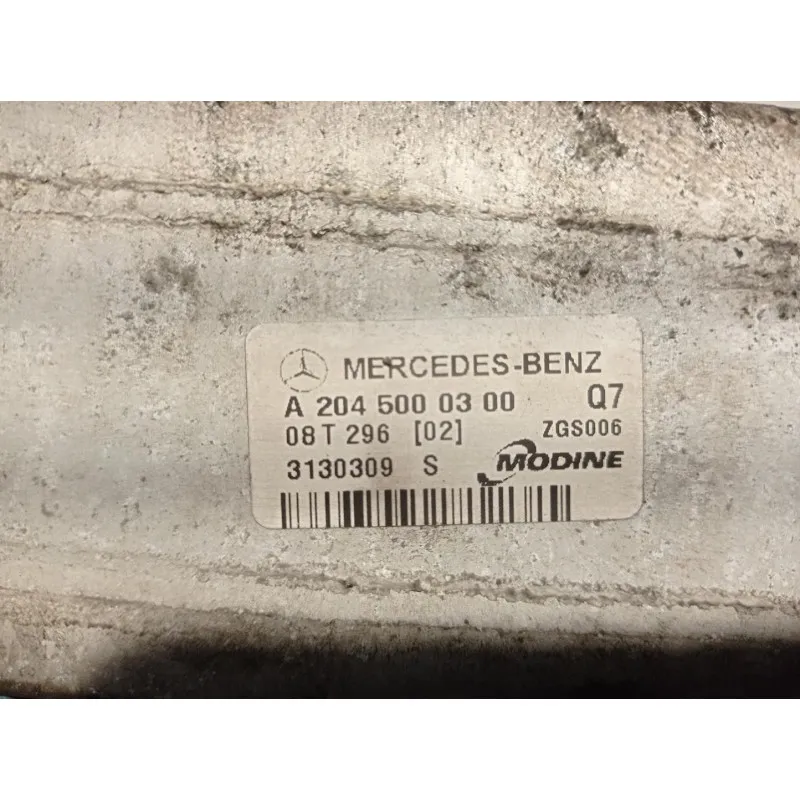 MERCEDES-BENZ
A 204 500 03 00 Q7
08 T 296 [02] ZGS006
3130309 S MODINE